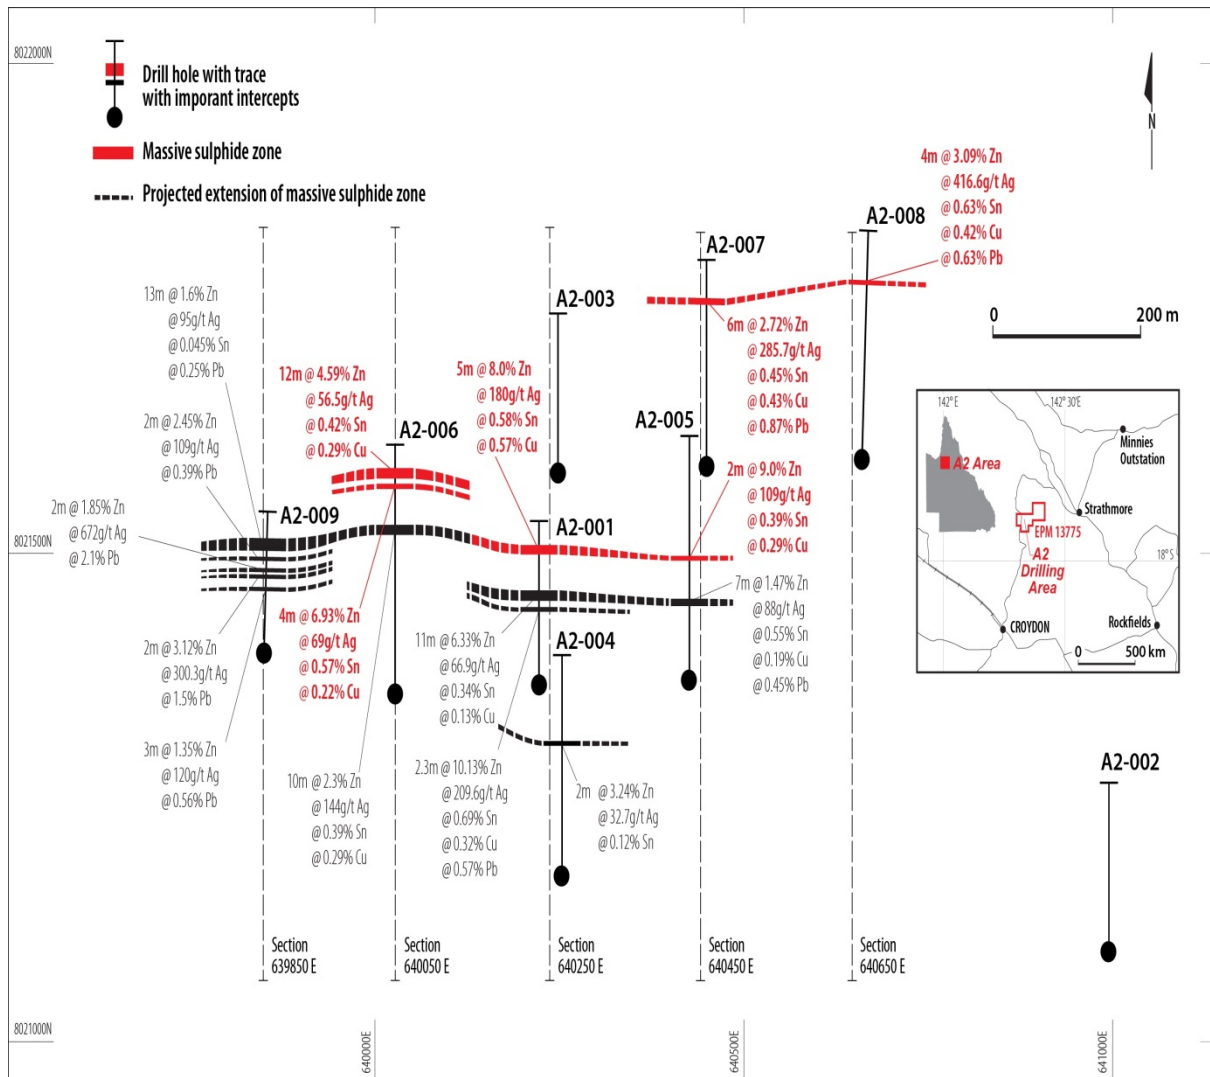 8022000N
Drill hole with trace
with imporant intercepts
Massive sulphide zone
Projected extension of massive sulphide zone
N
4m @ 3.09% Zn
@ 416.6g/t Ag
@ 0.63% Sn
@ 0.42% Cu
@ 0.63% Pb
A2-008
A2-007
A2-003
13m @ 1.6% Zn
@ 95g/t Ag
@ 0.045% Sn
@ 0.25% Pb
0 200 m
6m @ 2.72% Zn
@ 285.7g/t Ag
@ 0.45% Sn
@ 0.43% Cu
@ 0.87% Pb
12m @ 4.59% Zn
@ 56.5g/t Ag
@ 0.42% Sn
@ 0.29% Cu
5m @ 8.0% Zn
@ 180g/t Ag
@ 0.58% Sn
@ 0.57% Cu
2m @ 2.45% Zn
@ 109g/t Ag
@ 0.39% Pb
A2-006
A2-005
2m @ 9.0% Zn
@ 109g/t Ag
@ 0.39% Sn
@ 0.29% Cu
142° E
142° 30'E
Minnies
Outstation
A2 Area
Strathmore
EPM 13775
A2
Drilling
Area
18° S
CROYDON
Rockfields
0 500 km
2m @ 1.85% Zn
@ 672g/t Ag
@ 2.1% Pb
A2-009
A2-001
8021500N
7m @ 1.47% Zn
@ 88g/t Ag
@ 0.55% Sn
@ 0.19% Cu
@ 0.45% Pb
4m @ 6.93% Zn
@ 69g/t Ag
@ 0.57% Sn
@ 0.22% Cu
11m @ 6.33% Zn
@ 66.9g/t Ag
@ 0.34% Sn
@ 0.13% Cu
A2-004
2m @ 3.12% Zn
@ 300.3g/t Ag
@ 1.5% Pb
3m @ 1.35% Zn
@ 120g/t Ag
@ 0.56% Pb
10m @ 2.3% Zn
@ 144g/t Ag
@ 0.39% Sn
@ 0.29% Cu
2.3m @ 10.13% Zn
@ 209.6g/t Ag
@ 0.69% Sn
@ 0.32% Cu
@ 0.57% Pb
2m @ 3.24% Zn
@ 32.7g/t Ag
@ 0.12% Sn
A2-002
Section
639850 E
Section
640050 E
Section
640250 E
Section
640450 E
Section
640650 E
8021000N
640000E
640500E
641000E